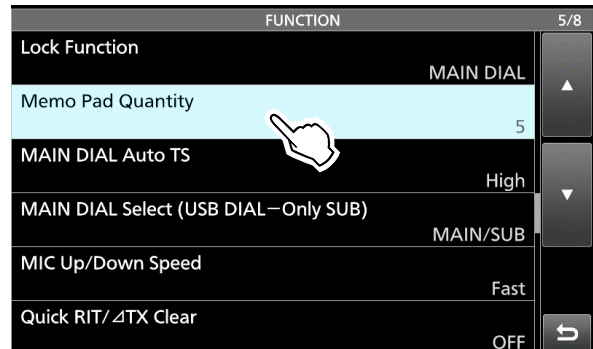 FUNCTION 5/8
Lock Function
MAIN DIAL
Memo Pad Quantity
5
MAIN DIAL Auto TS
High
MAIN DIAL Select (USB DIAL−Only SUB)
MAIN/SUB
MIC Up/Down Speed
Fast
Quick RIT/⊿TX Clear
OFF